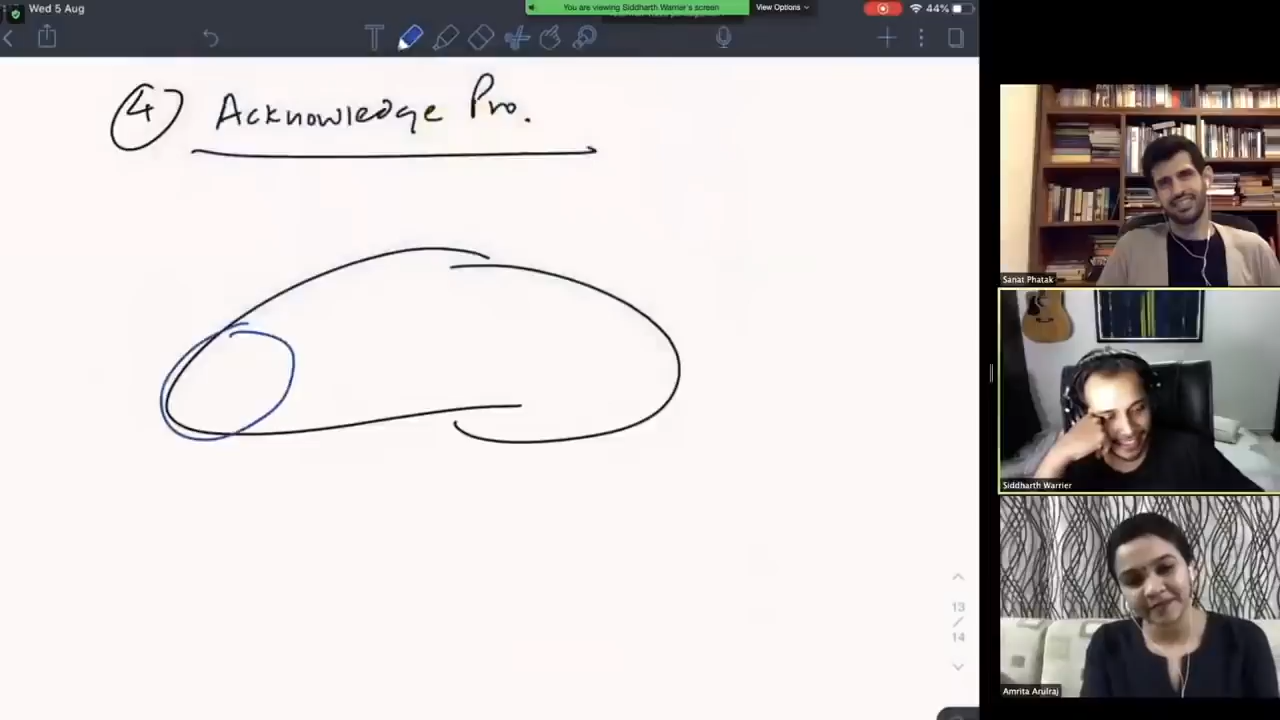 Wed 5 Aug
You are viewing Siddharth Warrier's screen
View Options
44%
4 Acknowledge Pro.
13
/
14
Sanat Phatak
Siddharth Warrier
Amrita Arulraj